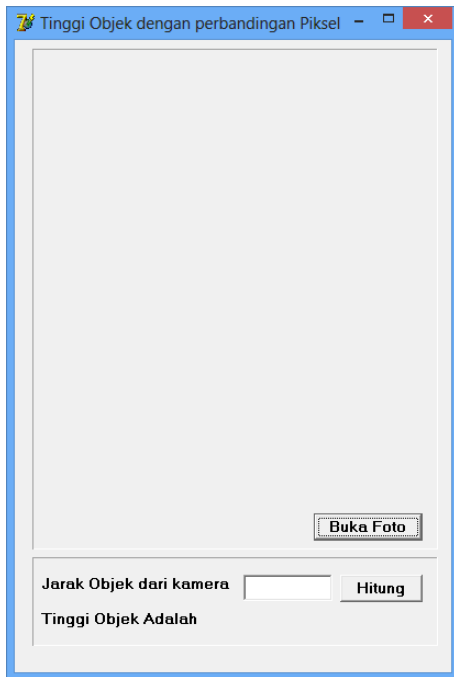 Tinggi Objek dengan perbandingan Piksel
Buka Foto
Jarak Objek dari kamera
Hitung
Tinggi Objek Adalah